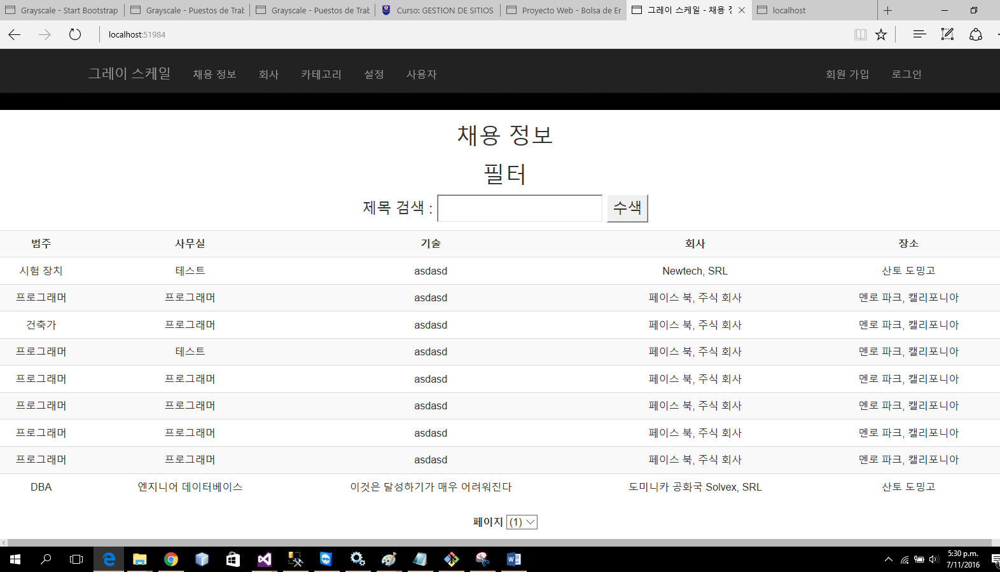 Grayscale - Start Bootstrap
Grayscale - Puestos de Trab
Grayscale - Puestos de Trab
Curso: GESTION DE SITIOS
Proyecto Web - Bolsa de Er
그레이 스케일 - 채용 정
localhost
localhost:51984
그레이 스케일 채용 정보 회사 카테고리 설정 사용자 회원 가입 로그인
채용 정보
필터
제목 검색 : 수색
범주 사무실 기술 회사 장소
시험 장치 테스트 asdasd Newtech, SRL 산토 도밍고
프로그래머 프로그래머 asdasd 페이스 북, 주식 회사 멘로 파크, 캘리포니아
건축가 프로그래머 asdasd 페이스 북, 주식 회사 멘로 파크, 캘리포니아
프로그래머 테스트 asdasd 페이스 북, 주식 회사 멘로 파크, 캘리포니아
프로그래머 프로그래머 asdasd 페이스 북, 주식 회사 멘로 파크, 캘리포니아
프로그래머 프로그래머 asdasd 페이스 북, 주식 회사 멘로 파크, 캘리포니아
프로그래머 프로그래머 asdasd 페이스 북, 주식 회사 멘로 파크, 캘리포니아
프로그래머 프로그래머 asdasd 페이스 북, 주식 회사 멘로 파크, 캘리포니아
DBA 엔지니어 데이터베이스 이것은 달성하기가 매우 어려워진다 도미니카 공화국 Solvex, SRL 산토 도밍고
페이지 (1)
5:30 p.m.
7/11/2016